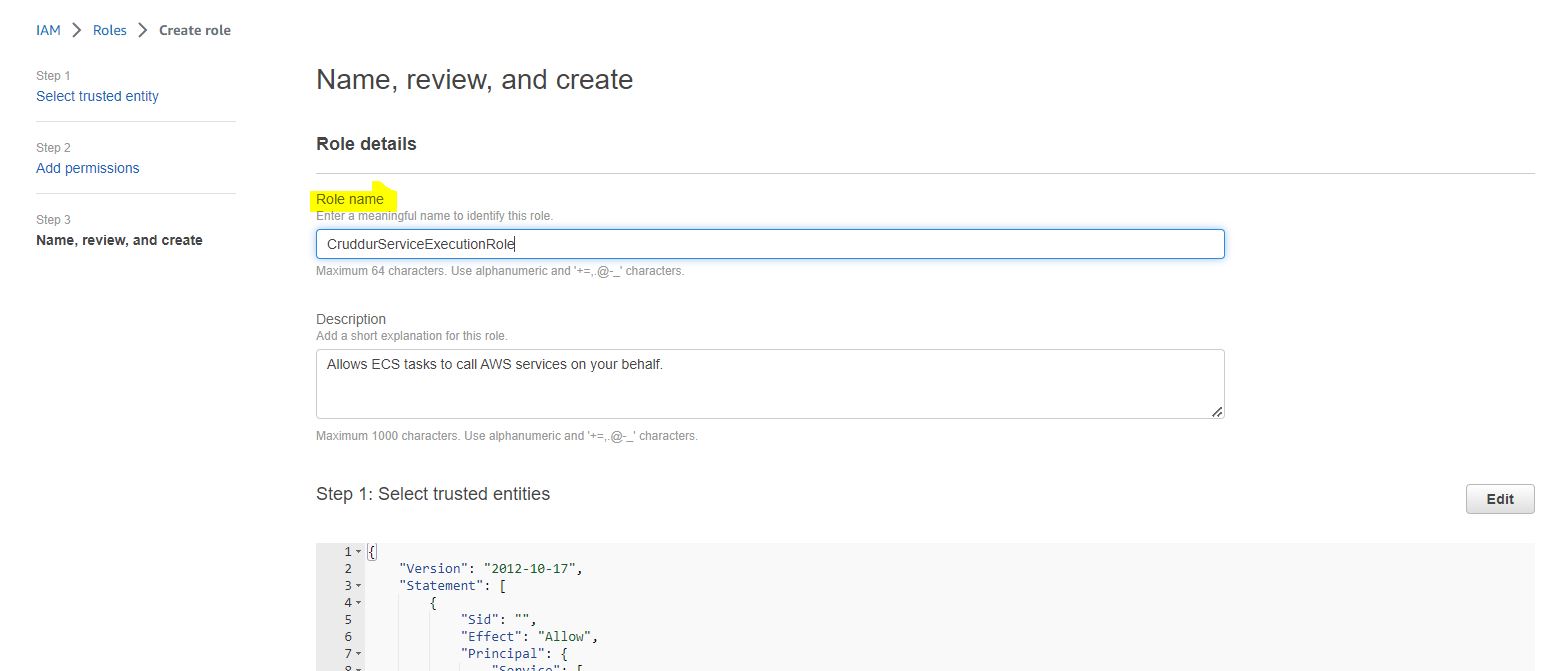 IAM > Roles > Create role
Step 1
Select trusted entity
Step 2
Add permissions
Step 3
Name, review, and create
Name, review, and create
Role details
Role name
Enter a meaningful name to identify this role.
CruddurServiceExecutionRole
Maximum 64 characters. Use alphanumeric and '+=,.@-_' characters.
Description
Add a short explanation for this role.
Allows ECS tasks to call AWS services on your behalf.
Maximum 1000 characters. Use alphanumeric and '+=,.@-_' characters.
Step 1: Select trusted entities
Edit
1 {
2 "Version": "2012-10-17",
3 "Statement": [
4 {
5 "Sid": "",
6 "Effect": "Allow",
7 "Principal": {
8 "Service": [